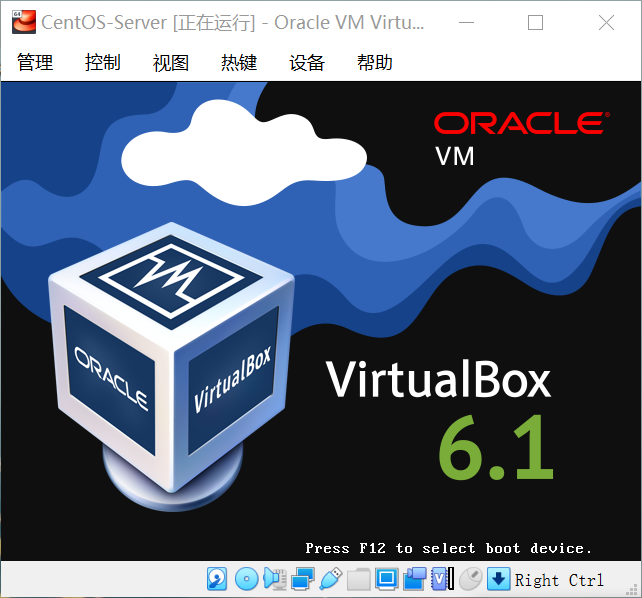 CentOS-Server [正在运行] - Oracle VM Virtu...
管理 控制 视图 热键 设备 帮助
ORACLE®
VM
ORACLE
VirtualBox
VirtualBox
6.1
Press F12 to select boot device.
Right Ctrl